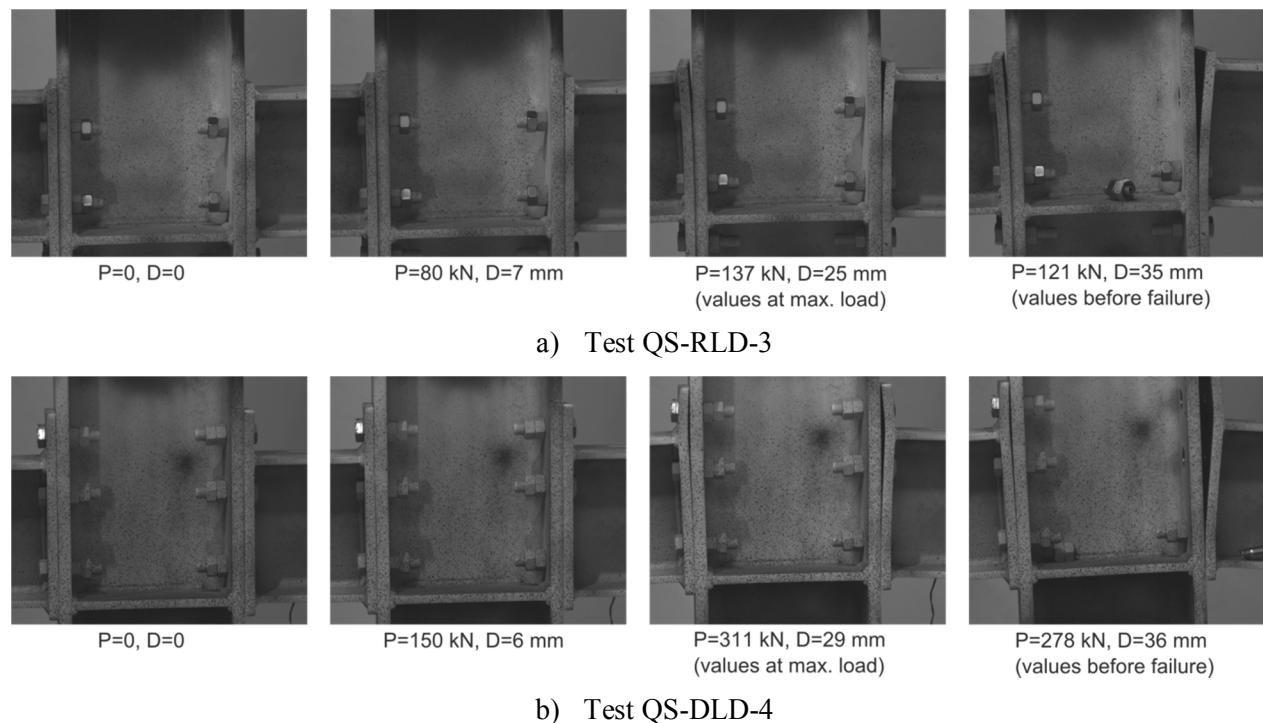 P=0, D=0
P=80 kN, D=7 mm
P=137 kN, D=25 mm
(values at max. load)
P=121 kN, D=35 mm
(values before failure)
a) Test QS-RLD-3
P=0, D=0
P=150 kN, D=6 mm
P=311 kN, D=29 mm
(values at max. load)
P=278 kN, D=36 mm
(values before failure)
b) Test QS-DLD-4